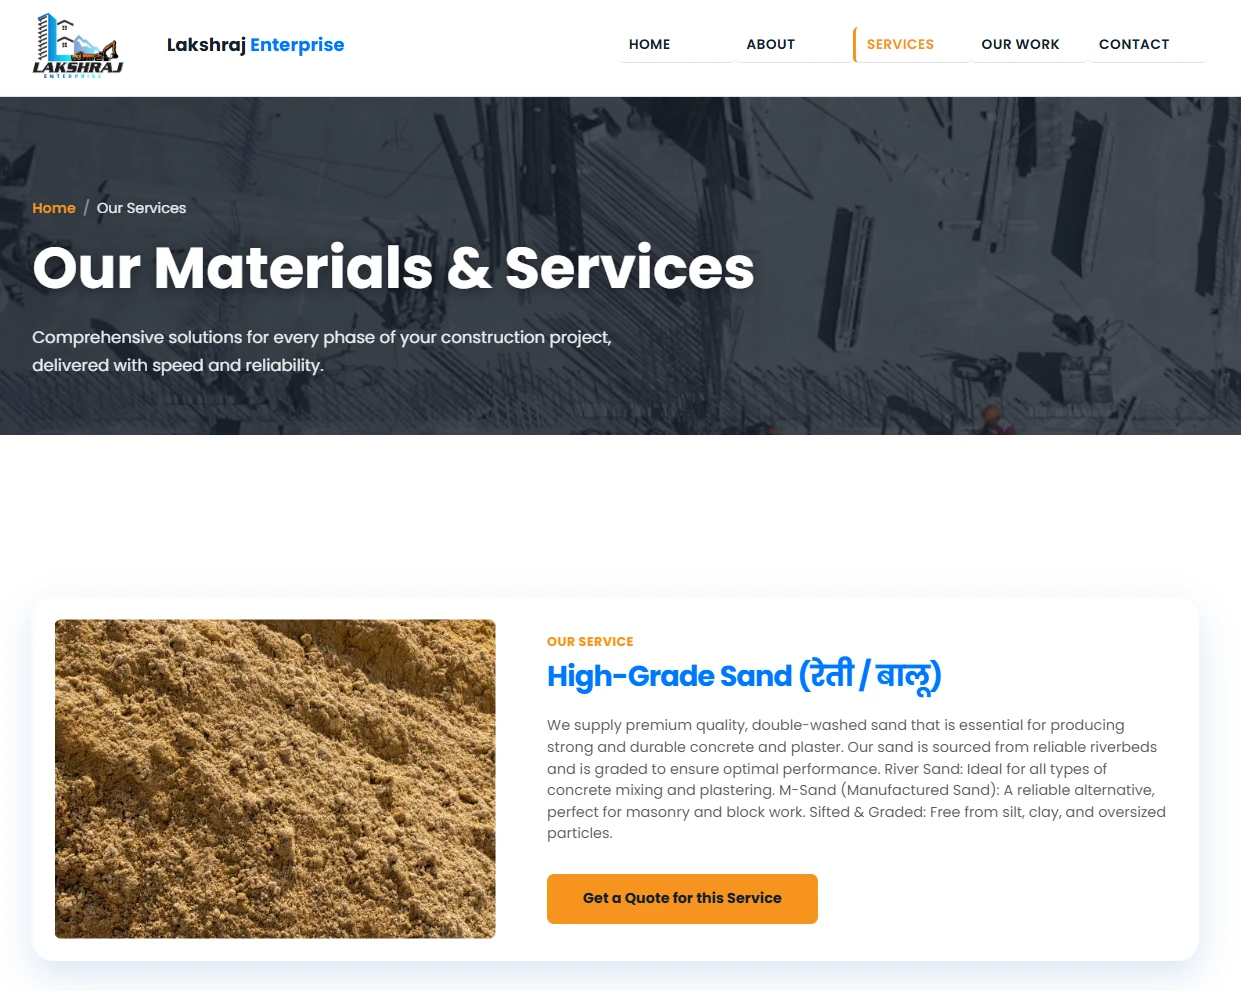 LAKSHRAJ
ENTERPRISE
Lakshraj Enterprise
HOME
ABOUT
SERVICES
OUR WORK
CONTACT
Home / Our Services
Our Materials & Services
Comprehensive solutions for every phase of your construction project,
delivered with speed and reliability.
OUR SERVICE
High-Grade Sand (रेती / बालू)
We supply premium quality, double-washed sand that is essential for producing
strong and durable concrete and plaster. Our sand is sourced from reliable riverbeds
and is graded to ensure optimal performance. River Sand: Ideal for all types of
concrete mixing and plastering. M-Sand (Manufactured Sand): A reliable alternative,
perfect for masonry and block work. Sifted & Graded: Free from silt, clay, and oversized
particles.
Get a Quote for this Service